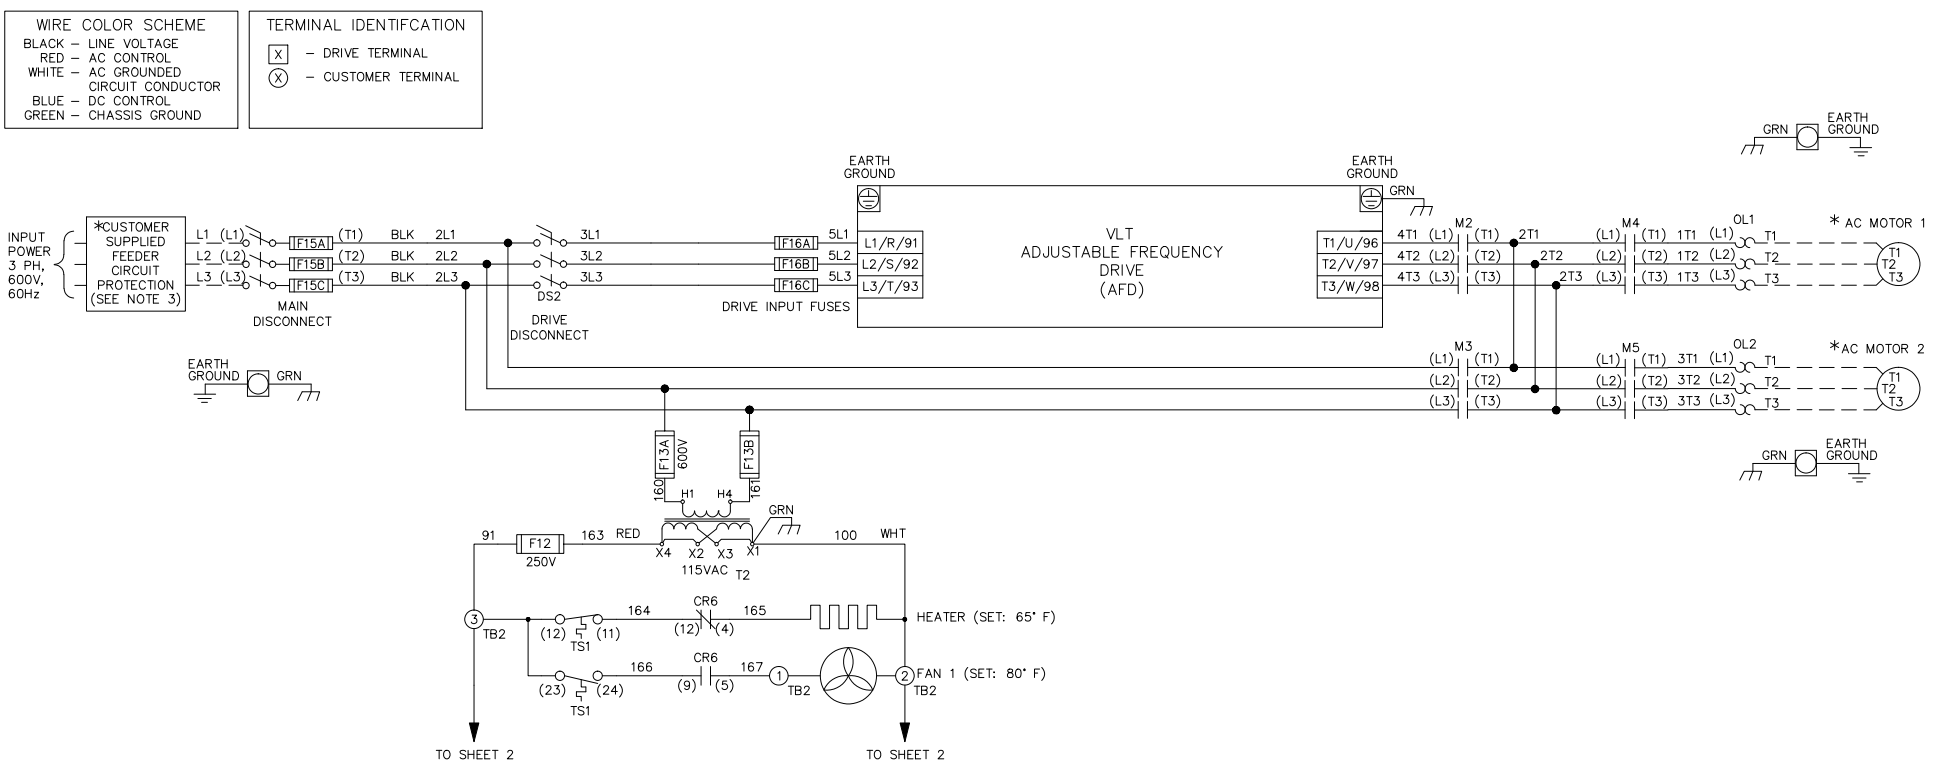 WIRE COLOR SCHEME
BLACK – LINE VOLTAGE
RED – AC CONTROL
WHITE – AC GROUNDED
CIRCUIT CONDUCTOR
BLUE – DC CONTROL
GREEN – CHASSIS GROUND
TERMINAL IDENTIFCATION
X – DRIVE TERMINAL
X – CUSTOMER TERMINAL
EARTH
GROUND
GRN
EARTH
GROUND
EARTH
GROUND
GRN
INPUT
POWER
3 PH,
600V,
60Hz
*CUSTOMER
SUPPLIED
FEEDER
CIRCUIT
PROTECTION
(SEE NOTE 3)
L1 (L1) F15A (T1) BLK 2L1 3L1 F16A 5L1 L1/R/91
L2 (L2) F15B (T2) BLK 2L2 3L2 F16B 5L2 L2/S/92
L3 (L3) F15C (T3) BLK 2L3 3L3 F16C 5L3 L3/T/93
MAIN
DISCONNECT
DS2
DRIVE
DISCONNECT
DRIVE INPUT FUSES
VLT
ADJUSTABLE FREQUENCY
DRIVE
(AFD)
M2 M4 OL1 * AC MOTOR 1
T1/U/96 4T1 (L1) (T1) 2T1 (L1) (T1) 1T1 (L1) T1 T1
T2/V/97 4T2 (L2) (T2) 2T2 (L2) (T2) 1T2 (L2) T2 T2
T3/W/98 4T3 (L3) (T3) 2T3 (L3) (T3) 1T3 (L3) T3 T3
M3 M5 OL2 *AC MOTOR 2
(L1) (T1) (L1) (T1) 3T1 (L1) T1 T1
(L2) (T2) (L2) (T2) 3T2 (L2) T2 T2
(L3) (T3) (L3) (T3) 3T3 (L3) T3 T3
EARTH
GROUND
GRN
EARTH
GROUND
GRN
F13A
600V
F13B
160
H1 H4
161
GRN
91 F12 163 RED
250V
X4 X2 X3 X1
100 WHT
115VAC T2
3 TB2
(12) (11) TS1
164 CR6 (12) (4) 165
HEATER (SET: 65° F)
(23) (24) TS1
166 CR6 (9) (5) 167
1 TB2
2 TB2
FAN 1 (SET: 80° F)
TO SHEET 2
TO SHEET 2